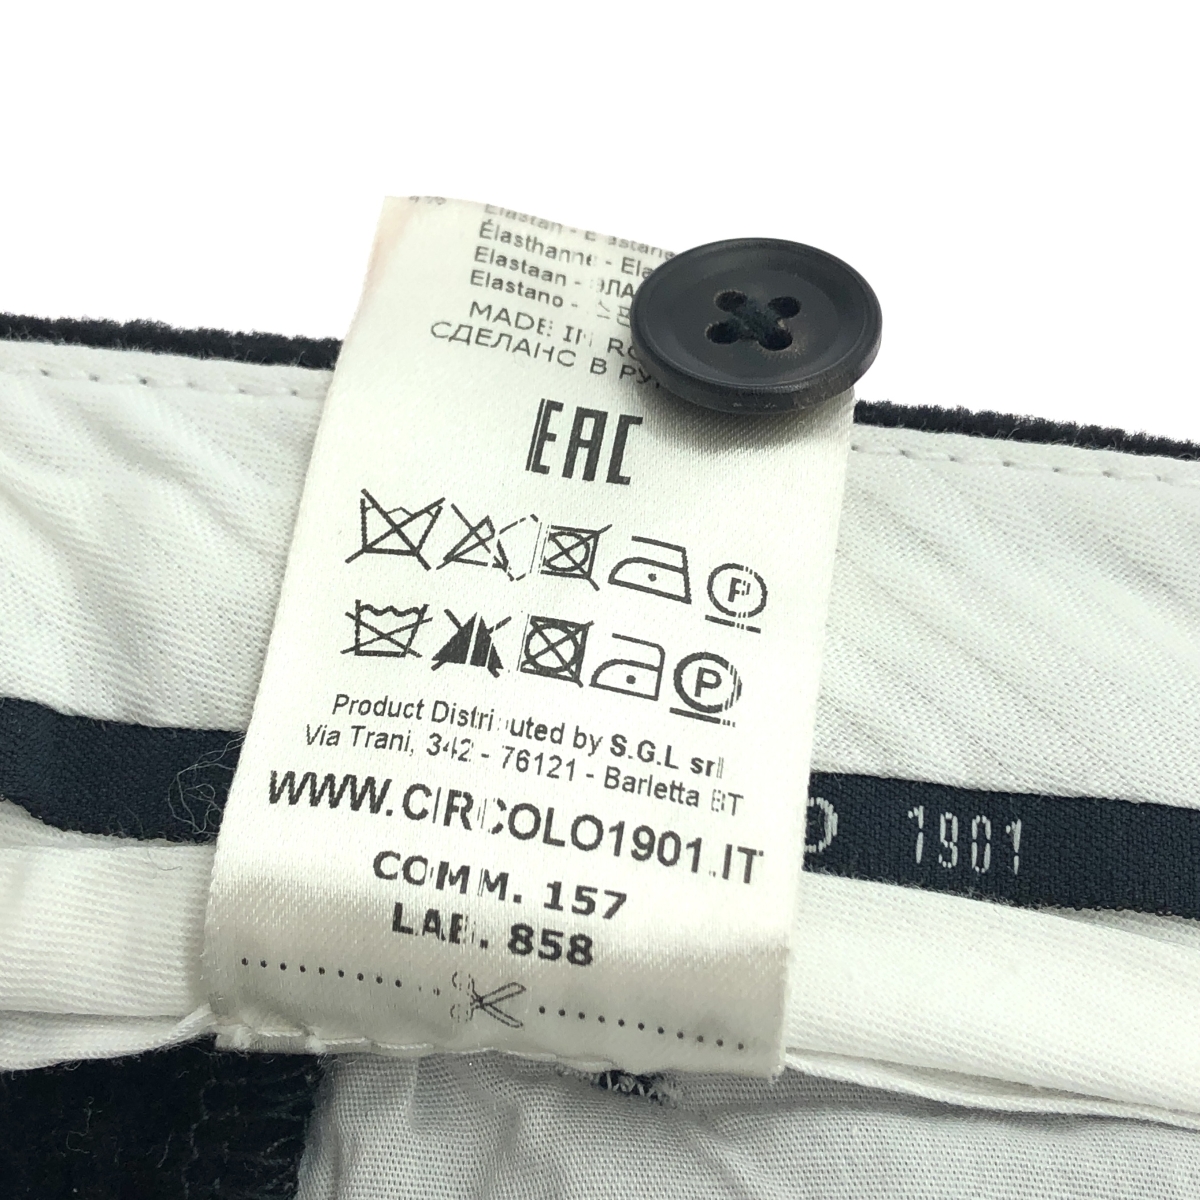 Elastan -
Élasthanne -
Elastaan -
Elastano -
MADE IN
СДЕЛАНО В
EAC
F
P
Product Distributed by S.G.L srl
Via Trani, 342 - 76121 - Barletta BT
WWW.CIRCOLO1901.IT
1901
COMM. 157
LAB. 858